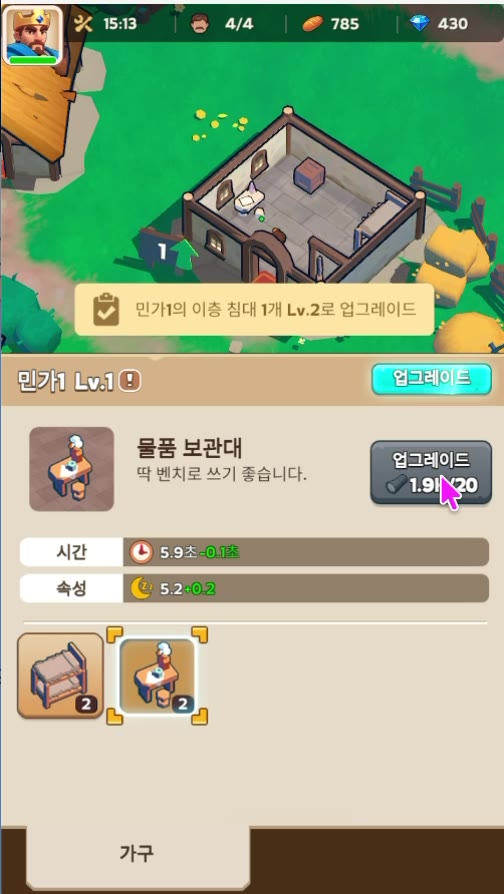 15:13
4/4
785
430
1
민가1의 이층 침대 1개 Lv.2로 업그레이드
민가1 Lv.1
업그레이드
물품 보관대
딱 벤치로 쓰기 좋습니다.
업그레이드
시간
5.9초-0.1초
속성
5.2+0.2
2
2
가구